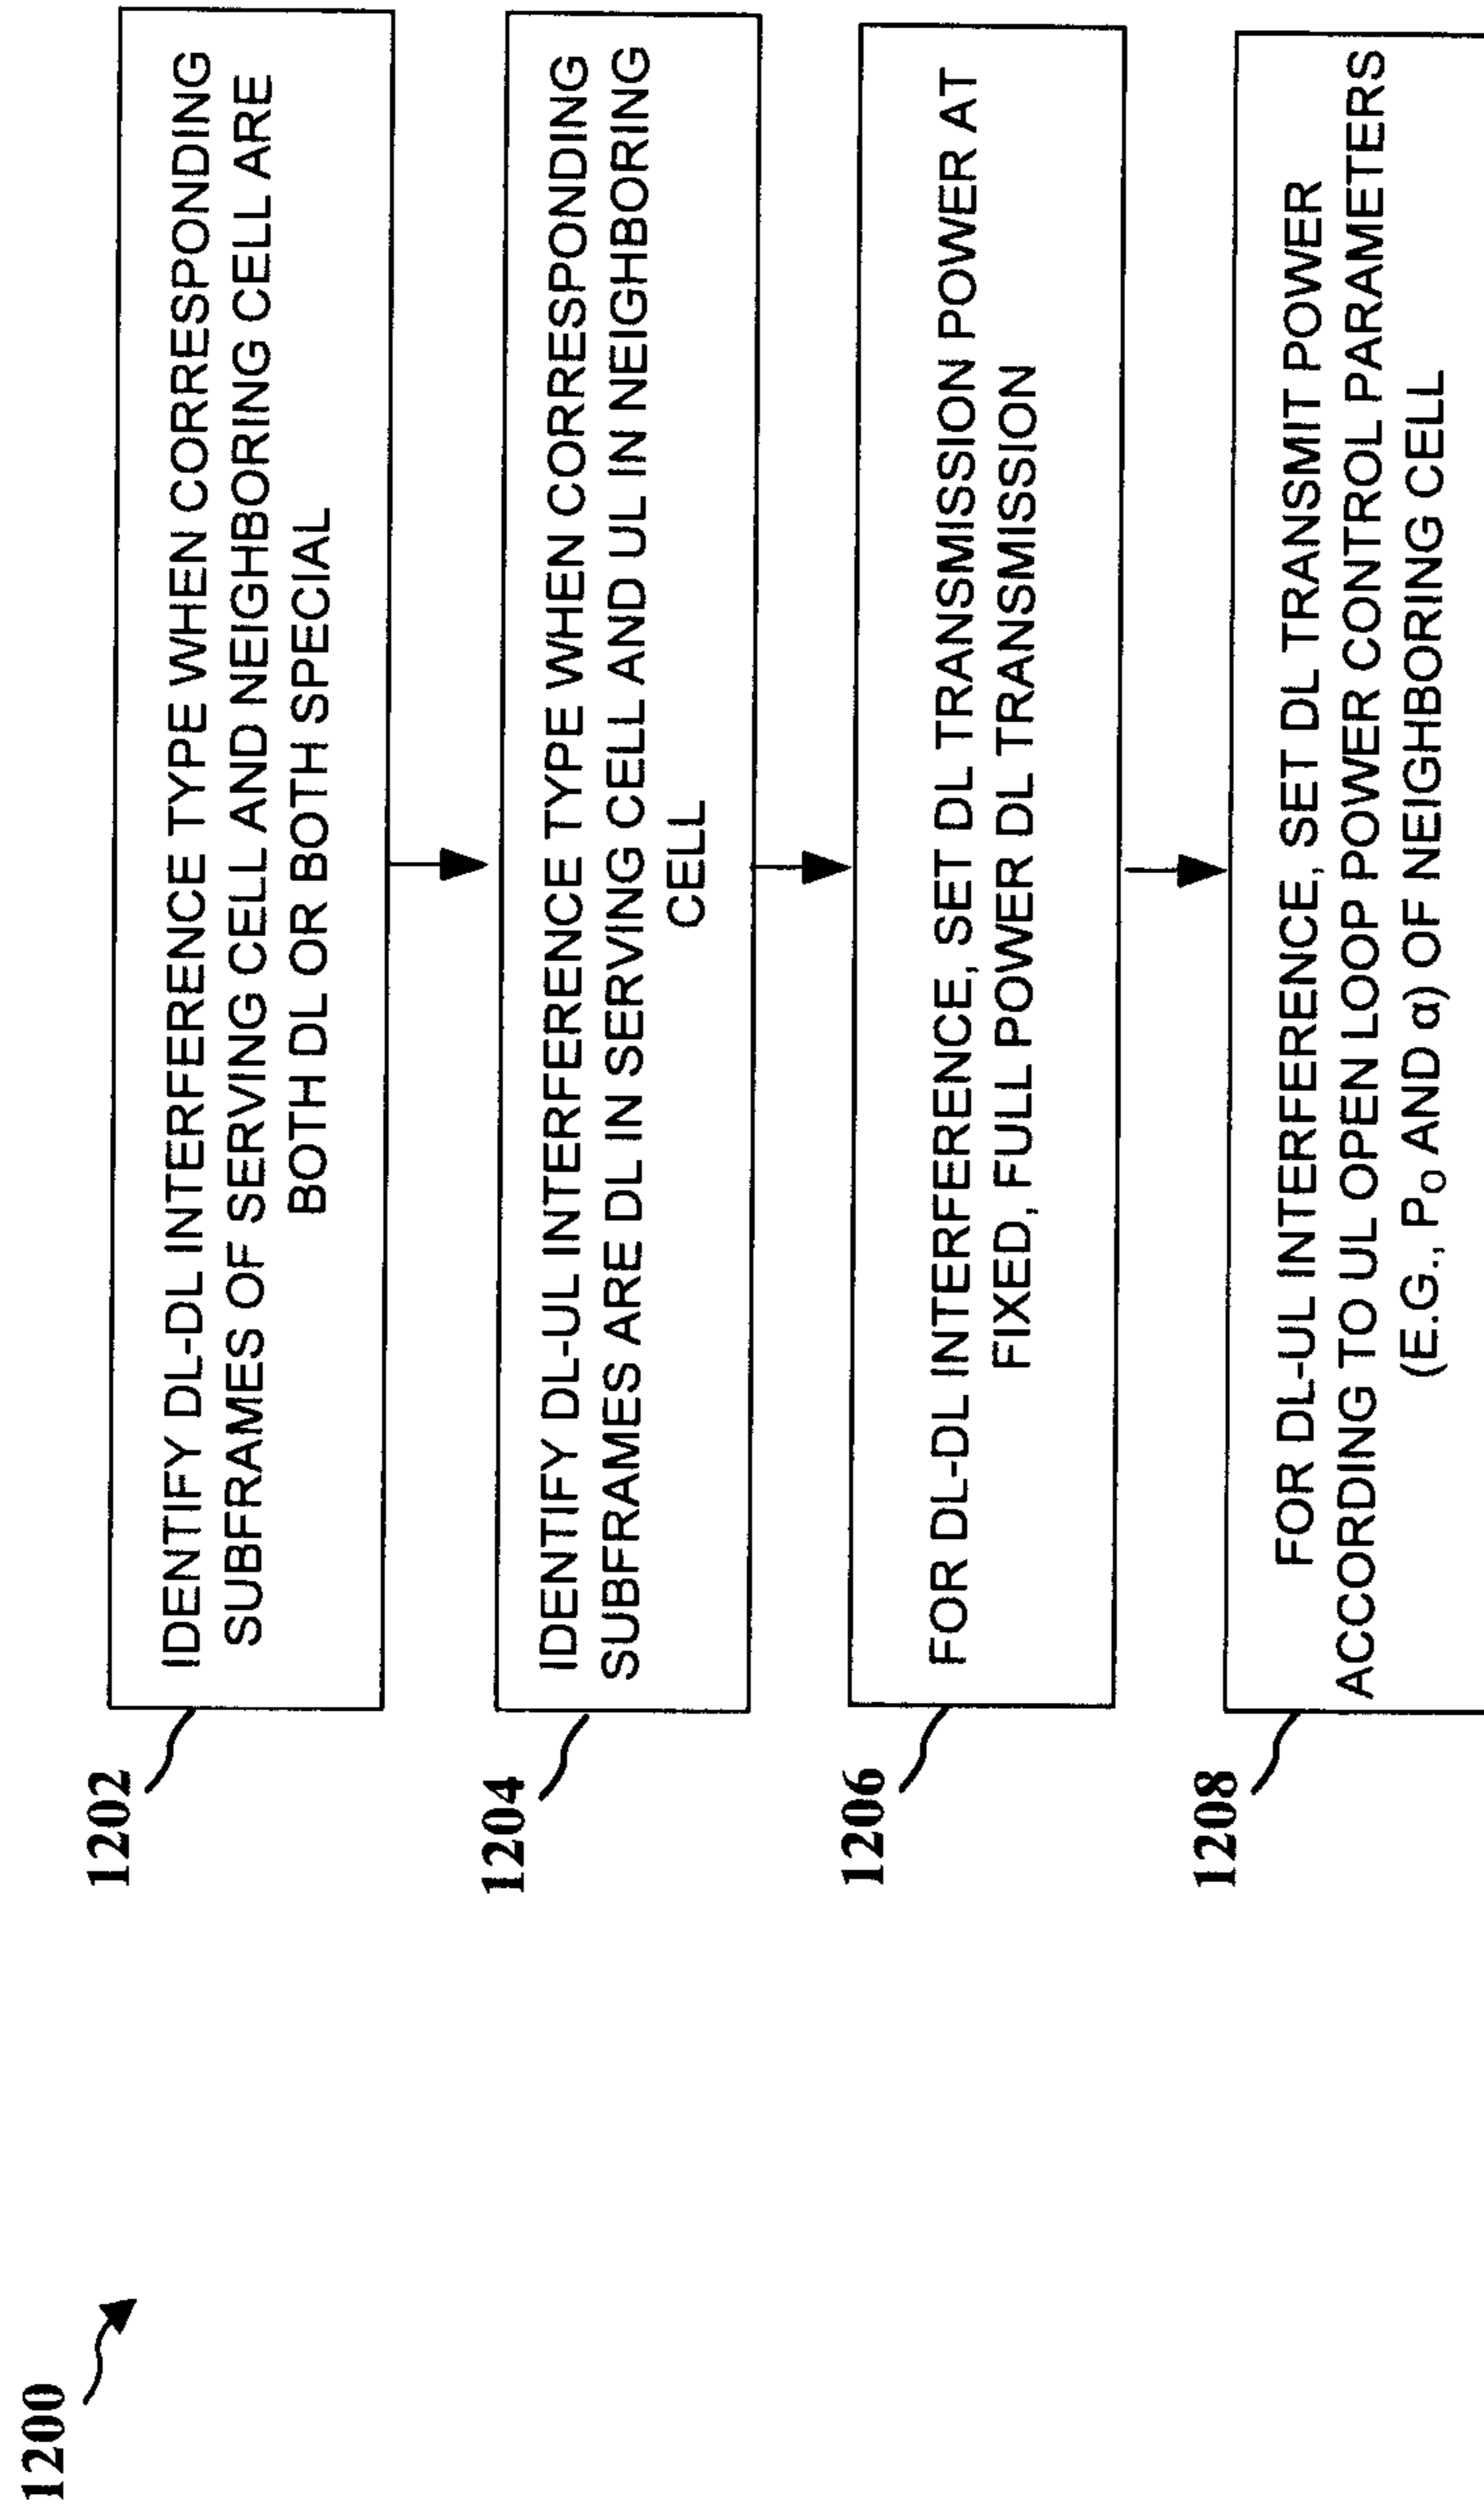 1200
1202
IDENTIFY DL-DL INTERFERENCE TYPE WHEN CORRESPONDING
SUBFRAMES OF SERVING CELL AND NEIGHBORING CELL ARE
BOTH DL OR BOTH SPECIAL
1204
IDENTIFY DL-UL INTERFERENCE TYPE WHEN CORRESPONDING
SUBFRAMES ARE DL IN SERVING CELL AND UL IN NEIGHBORING
CELL
1206
FOR DL-DL INTERFERENCE, SET DL TRANSMISSION POWER AT
FIXED, FULL POWER DL TRANSMISSION
1208
FOR DL-UL INTERFERENCE, SET DL TRANSMIT POWER
ACCORDING TO UL OPEN LOOP POWER CONTROL PARAMETERS
(E.G., PO AND α) OF NEIGHBORING CELL